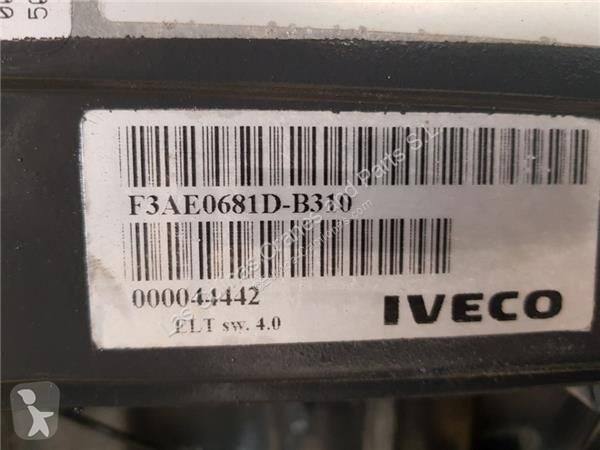 F3AE0681D-B310
000044442
ELT sw. 4.0
IVECO